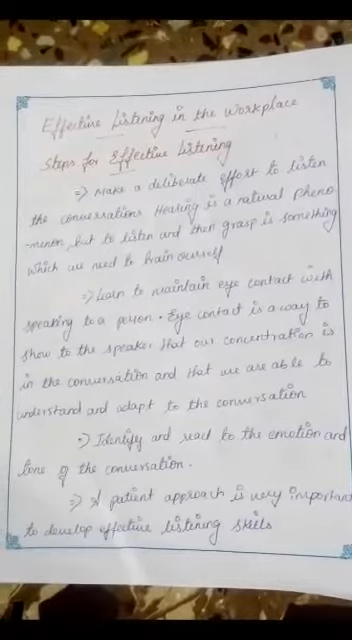 Effective Listening in the Workplace
Steps for Effective Listening
=> Make a deliberate effort to listen
the conversations Hearing is a natural pheno
-menon, but to listen and then grasp is something
which we need to train ourself
=> Learn to maintain eye contact with
speaking to a person. Eye contact is a way to
show to the speaker that our concentration is
in the conversation and that we are able to
understand and adapt to the conversation
=> Identify and react to the emotion and
tone of the conversation.
=> A patient approach is very important
to develop effective listening skills